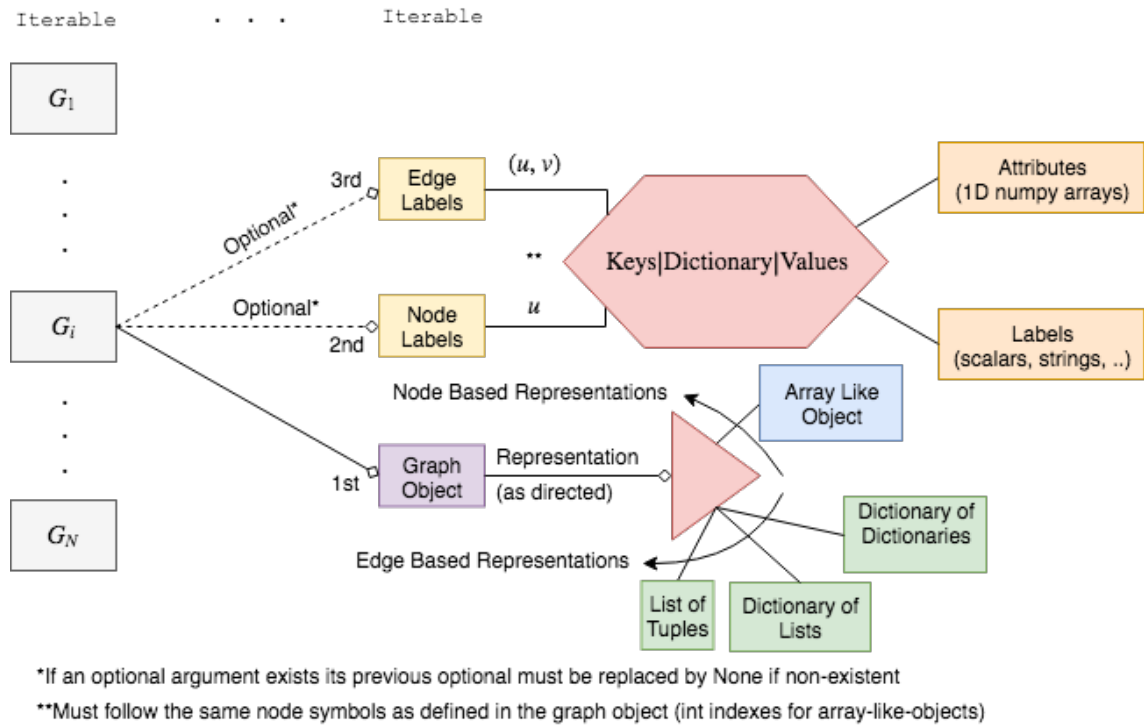 Iterable . . . Iterable
G1
.
.
.
Gi
.
.
.
GN
Optional*
3rd
Edge
Labels
(u, v)
**
Optional*
2nd
Node
Labels
u
Keys|Dictionary|Values
Attributes
(1D numpy arrays)
Labels
(scalars, strings, ..)
1st
Graph
Object
Representation
(as directed)
Node Based Representations
Array Like
Object
Edge Based Representations
Dictionary of
Dictionaries
List of
Tuples
Dictionary of
Lists
*If an optional argument exists its previous optional must be replaced by None if non-existent
**Must follow the same node symbols as defined in the graph object (int indexes for array-like-objects)